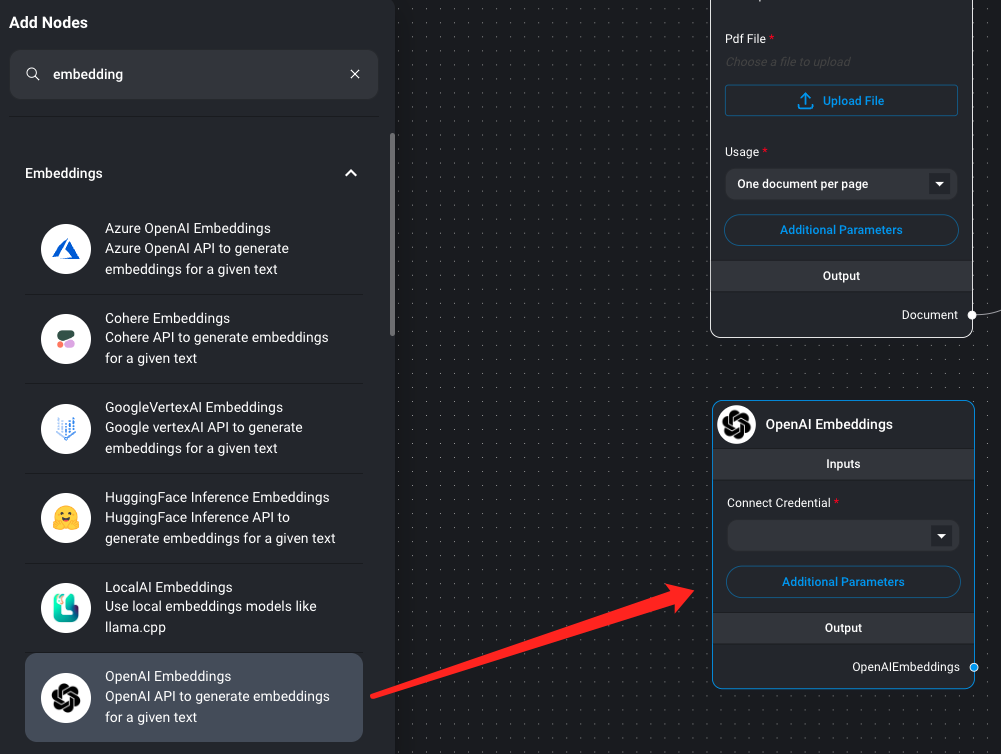 Add Nodes
embedding
Embeddings
Azure OpenAI Embeddings
Azure OpenAI API to generate
embeddings for a given text
Cohere Embeddings
Cohere API to generate embeddings
for a given text
GoogleVertexAI Embeddings
Google vertexAI API to generate
embeddings for a given text
HuggingFace Inference Embeddings
HuggingFace Inference API to
generate embeddings for a given text
LocalAI Embeddings
Use local embeddings models like
llama.cpp
OpenAI Embeddings
OpenAI API to generate embeddings
for a given text
Pdf File *
Choose a file to upload
Upload File
Usage *
One document per page
Additional Parameters
Output
Document
OpenAI Embeddings
Inputs
Connect Credential *
Additional Parameters
Output
OpenAIEmbeddings